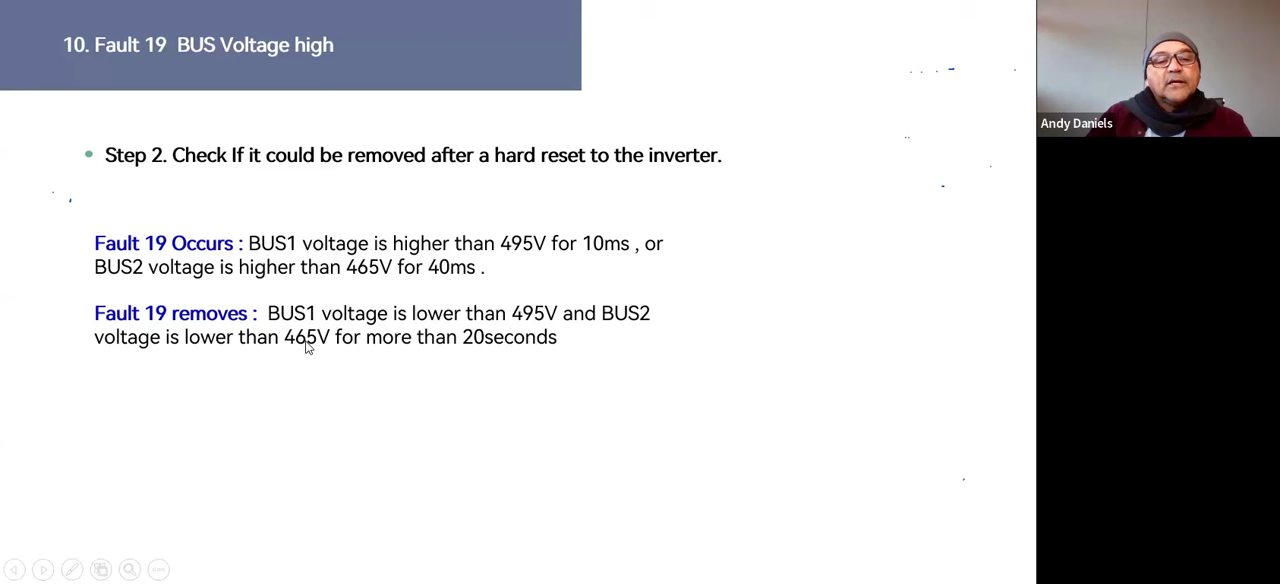 10. Fault 19 BUS Voltage high
Andy Daniels
Step 2. Check If it could be removed after a hard reset to the inverter.
Fault 19 Occurs : BUS1 voltage is higher than 495V for 10ms , or
BUS2 voltage is higher than 465V for 40ms .
Fault 19 removes : BUS1 voltage is lower than 495V and BUS2
voltage is lower than 465V for more than 20seconds